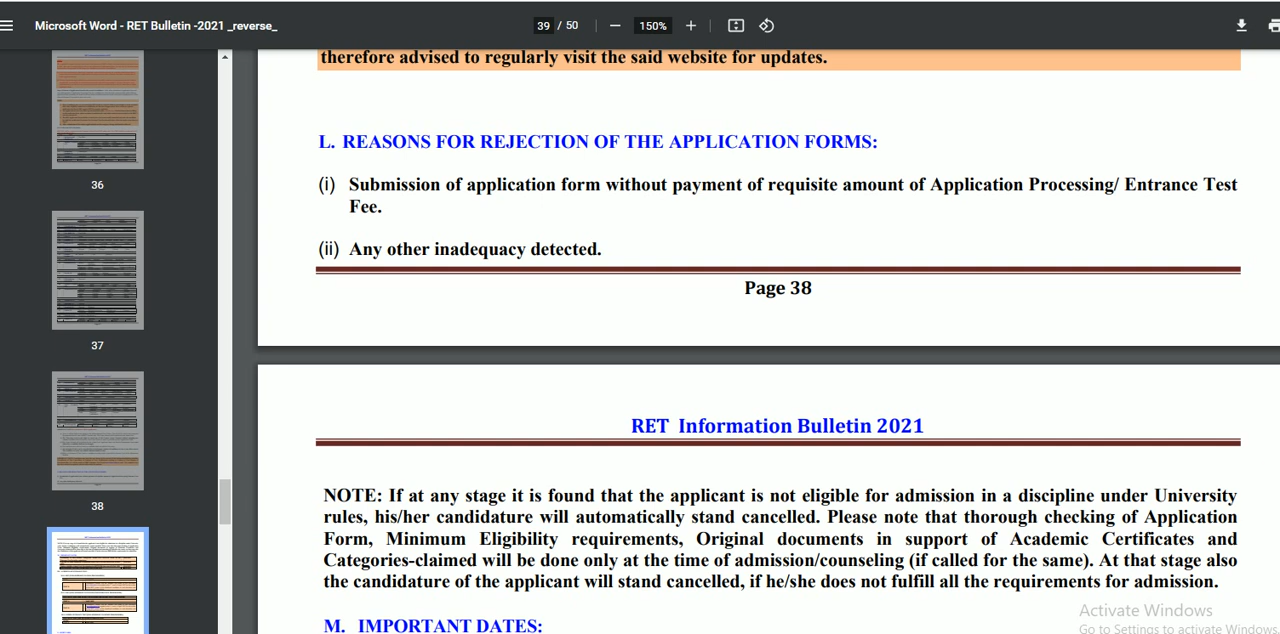 Microsoft Word - RET Bulletin -2021 _reverse_
39 / 50
150%
36
37
38
therefore advised to regularly visit the said website for updates.
L. REASONS FOR REJECTION OF THE APPLICATION FORMS:
(i) Submission of application form without payment of requisite amount of Application Processing/ Entrance Test
Fee.
(ii) Any other inadequacy detected.
Page 38
RET Information Bulletin 2021
NOTE: If at any stage it is found that the applicant is not eligible for admission in a discipline under University
rules, his/her candidature will automatically stand cancelled. Please note that thorough checking of Application
Form, Minimum Eligibility requirements, Original documents in support of Academic Certificates and
Categories-claimed will be done only at the time of admission/counseling (if called for the same). At that stage also
the candidature of the applicant will stand cancelled, if he/she does not fulfill all the requirements for admission.
M. IMPORTANT DATES:
Activate Windows
Go to Settings to activate Windows.